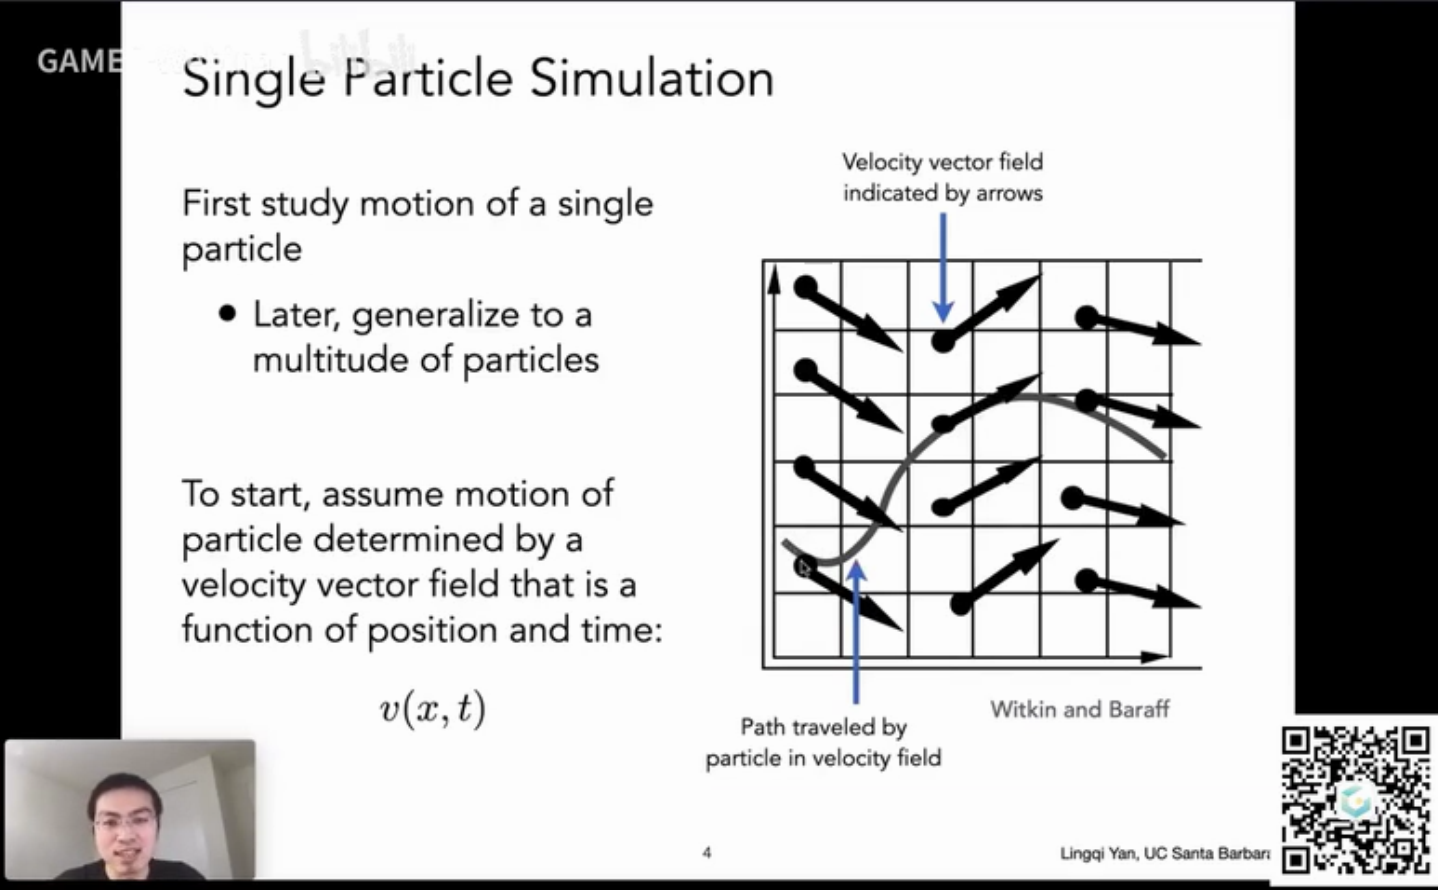 GAME
Single Particle Simulation
First study motion of a single
particle
• Later, generalize to a
multitude of particles
To start, assume motion of
particle determined by a
velocity vector field that is a
function of position and time:
v(x, t)
Velocity vector field
indicated by arrows
Path traveled by
particle in velocity field
Witkin and Baraff
4
Lingqi Yan, UC Santa Barbara